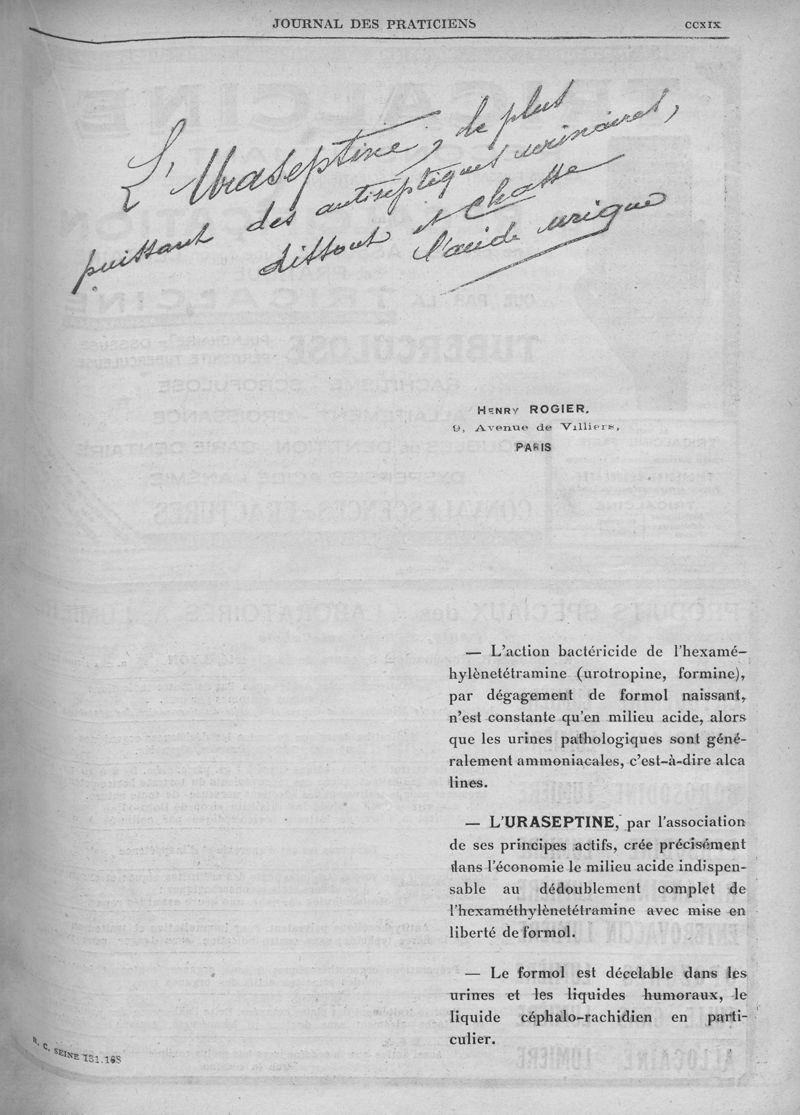 JOURNAL DES PRATICIENS
CCXIX
L'Uraseptine, le plus
puissant des antiseptiques urinaires,
dissout et chasse
l'acide urique
HENRY ROGIER,
9, Avenue de Villiers,
PARIS
— L'action bactéricide de l'hexamé-
hylènetétramine (urotropine, formine),
par dégagement de formol naissant,
n'est constante qu'en milieu acide, alors
que les urines pathologiques sont géné-
ralement ammoniacales, c'est-à-dire alca
lines.
— L'URASEPTINE, par l'association
de ses principes actifs, crée précisément
dans l'économie le milieu acide indispen-
sable au dédoublement complet de
l'hexaméthylènetétramine avec mise en
liberté de formol.
— Le formol est décelable dans les
urines et les liquides humoraux, le
liquide céphalo-rachidien en parti-
culier.
R. C. SEINE 131.168